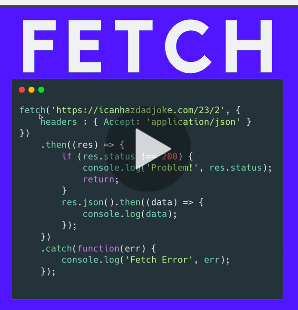 FETCH
fetch('https://icanhazdadjoke.com/23/2', {
    headers : { Accept: 'application/json' }
})
    .then((res) => {
        if (res.status !== 200) {
            console.log('Problem!', res.status);
            return;
        }
        res.json().then((data) => {
            console.log(data);
        });
    })
    .catch(function(err) {
        console.log('Fetch Error', err);
    });